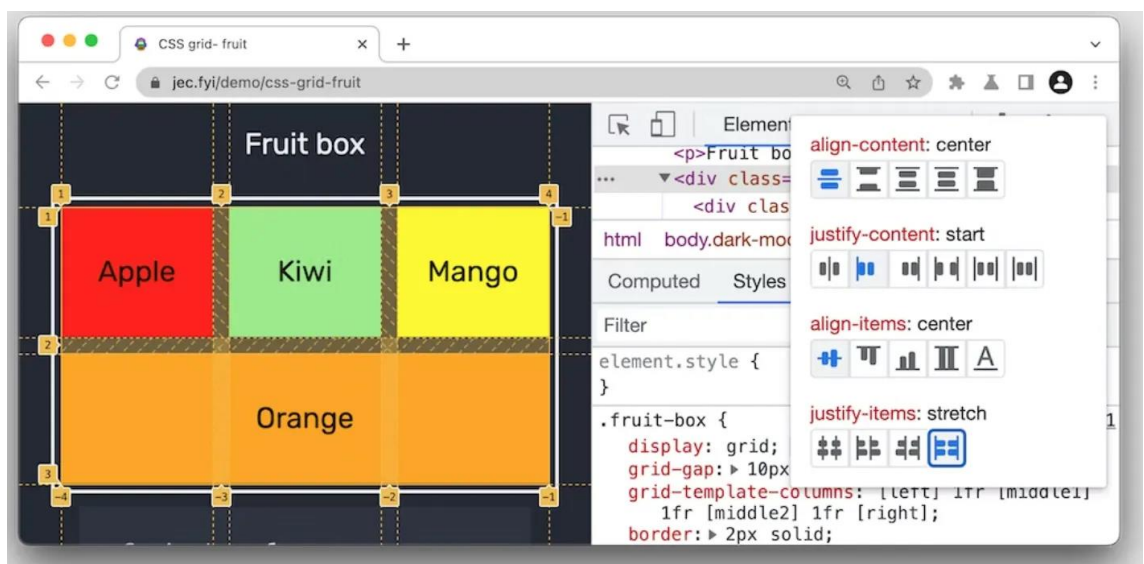 CSS grid- fruit
jec.fyi/demo/css-grid-fruit
Fruit box
1 2 3 4
1 -1
Apple Kiwi Mango
2
Orange
3
-4 -3 -2 -1
Elemen
<p>Fruit bo
… ▼<div class=
<div clas
html body.dark-mod
Computed Styles
Filter
element.style {
}
.fruit-box { 1
display: grid;
grid-gap: ▶ 10px
grid-template-columns: [left] 1fr [middle1]
1fr [middle2] 1fr [right];
border: ▶ 2px solid;
align-content: center
justify-content: start
align-items: center
A
justify-items: stretch